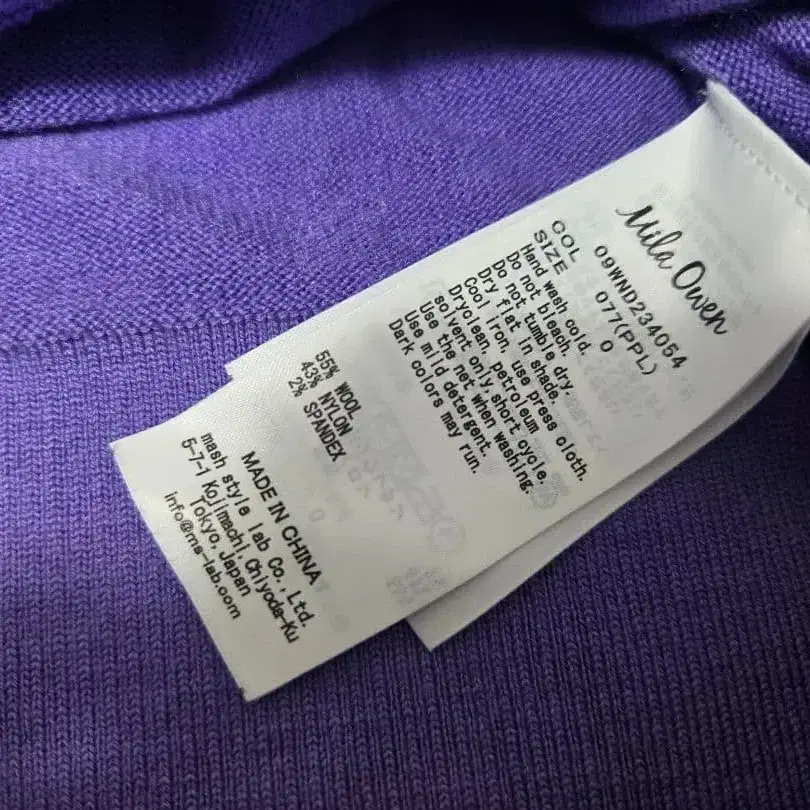 Mila Owen
09WND234054
COL 077(PPL)
SIZE 0
Hand wash cold.
Do not bleach.
Do not tumble dry.
Dry flat in shade.
Cool iron, use press cloth.
Dryclean, petroleum
solvent only, short cycle.
Use the net when washing.
Use mild detergent.
Dark colors may run.
55% WOOL
43% NYLON
2% SPANDEX
MADE IN CHINA
mash style lab Co., Ltd.
5-7-1 Kojimachi, Chiyoda-Ku
Tokyo, Japan
info@ms-lab.com